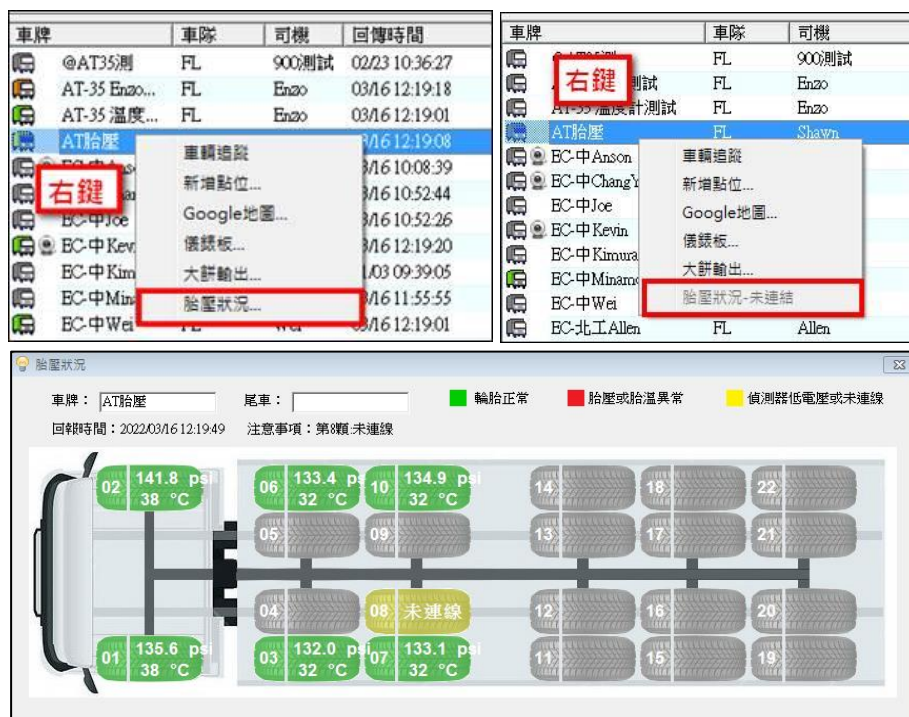 車牌 車隊 司機 回傳時間
@AT35測 FL 900測試 02/23 10:36:27
AT-35 Enzo... FL Enzo 03/16 12:19:18
AT-35 溫度... FL Enzo 03/16 12:19:01
AT胎壓 3/16 12:19:08
3/16 10:08:39
3/16 10:52:44
EC-中Joe 3/16 10:52:26
EC-中Kev 3/16 12:19:20
EC-中Kim /03 09:39:05
EC-中Min 3/16 11:55:55
EC-中Wei FL Wei 03/16 12:19:01
右鍵
車輛追蹤
新增點位...
Google地圖...
儀錶板...
大餅輸出...
胎壓狀況...
車牌 車隊 司機
FL 900測試
測試 FL Enzo
AT-35 溫度計測試 FL Enzo
AT胎壓 FL Shawn
EC-中Anson
EC-中ChangY
EC-中Joe
EC-中Kevin
EC-中Kimura
EC-中Minamo
EC-中Wei
EC-北工Allen FL Allen
右鍵
車輛追蹤
新增點位...
Google地圖...
儀錶板...
大餅輸出...
胎壓狀況-未連結
胎壓狀況
車牌： AT胎壓 尾車： 輪胎正常 胎壓或胎溫異常 偵測器低電壓或未連線
回報時間：2022/03/16 12:19:49 注意事項：第8顆:未連線
02 141.8 psi 38 °C
06 133.4 psi 32 °C
10 134.9 psi 32 °C
14 18 22
05 09 13 17 21
04 08 未連線 12 16 20
01 135.6 psi 38 °C
03 132.0 psi 32 °C
07 133.1 psi 32 °C
11 15 19